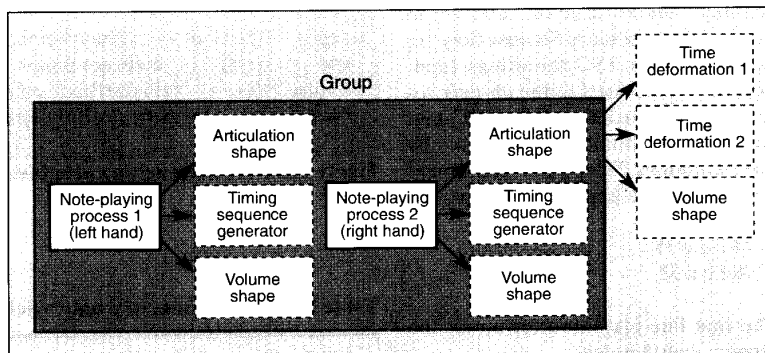 Group
Note-playing
process 1
(left hand)
Articulation
shape
Timing
sequence
generator
Volume
shape
Note-playing
process 2
(right hand)
Articulation
shape
Timing
sequence
generator
Volume
shape
Time
deformation 1
Time
deformation 2
Volume
shape